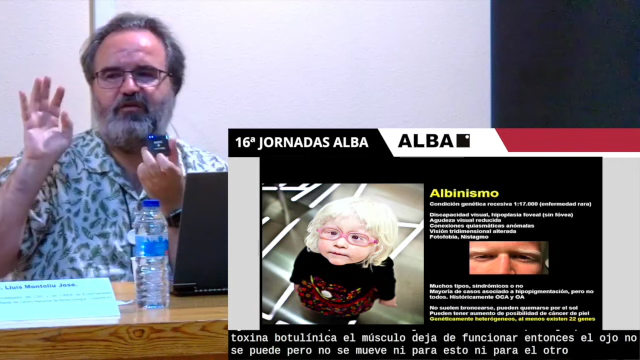 16ª JORNADAS ALBA
ALBA
Albinismo
Condición genética recesiva 1:17.000 (enfermedad rara)
Discapacidad visual, hipoplasia foveal (sin fóvea)
Agudeza visual reducida
Conexiones quiasmáticas anómalas
Visión tridimensional alterada
Fotofobia, Nistagmo
Muchos tipos, sindrómicos o no
Mayoría de casos asociado a hipopigmentación, pero no
todos. Históricamente OCA y OA
No suelen broncearse, pueden quemarse por el sol
Pueden tener aumento de posibilidad de cáncer de piel
Genéticamente heterogéneos, al menos existen 22 genes
Lluis Montoliu José.
toxina botulínica el músculo deja de funcionar entonces el ojo no
se puede pero no se mueve ni para esto ni para el otro